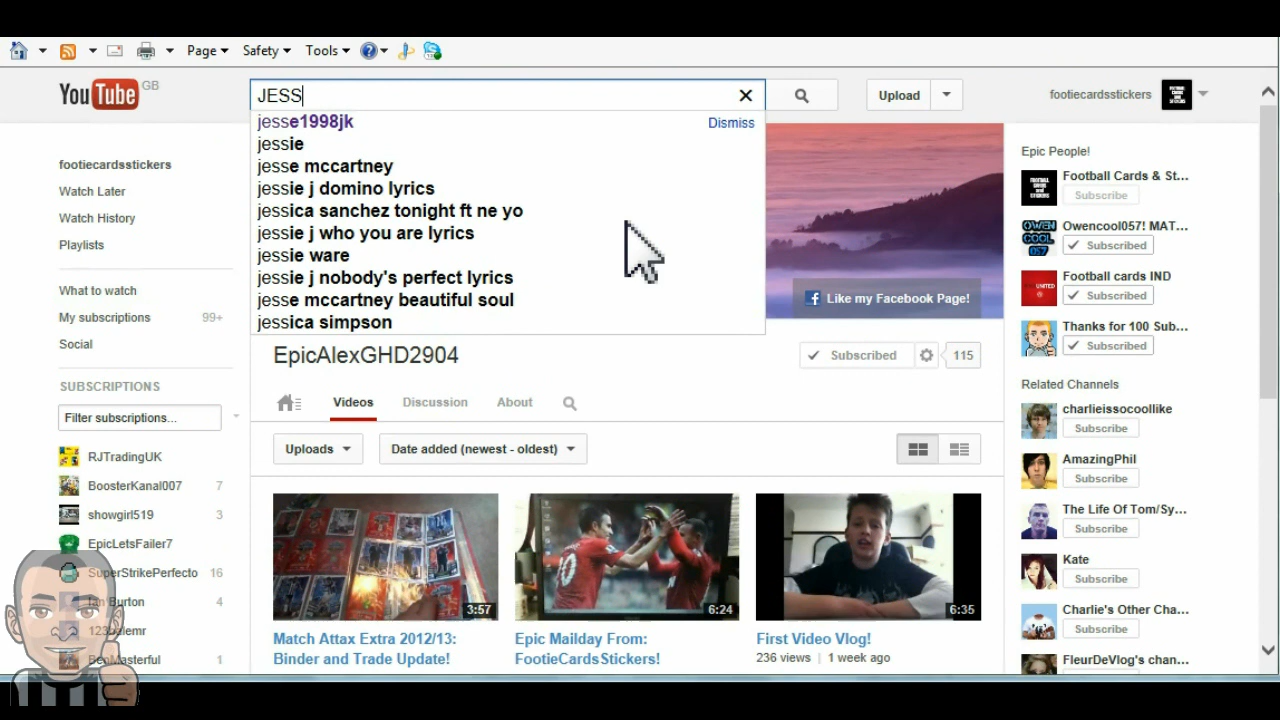 Page Safety Tools
YouTube GB
JESS
Upload
footiecardsstickers
jesse1998jk
Dismiss
jessie
jesse mccartney
jessie j domino lyrics
jessica sanchez tonight ft ne yo
jessie j who you are lyrics
jessie ware
jessie j nobody's perfect lyrics
jesse mccartney beautiful soul
jessica simpson
footiecardsstickers
Watch Later
Watch History
Playlists
What to watch
My subscriptions 99+
Social
SUBSCRIPTIONS
Filter subscriptions...
RJTradingUK
BoosterKanal007 7
showgirl519 3
EpicLetsFailer7
SuperStrikePerfecto 16
Ian Burton 4
BenMasterful 1
Like my Facebook Page!
EpicAlexGHD2904
Subscribed 115
Videos Discussion About
Uploads
Date added (newest - oldest)
3:57
6:24
6:35
Match Attax Extra 2012/13:
Binder and Trade Update!
Epic Mailday From:
FootieCardsStickers!
First Video Vlog!
236 views | 1 week ago
Epic People!
Football Cards & St...
Subscribe
Owencool057! MAT...
Subscribed
Football cards IND
Subscribed
Thanks for 100 Sub...
Subscribed
Related Channels
charlieissocoollike
Subscribe
AmazingPhil
Subscribe
The Life Of Tom/Sy...
Subscribe
Kate
Subscribe
Charlie's Other Cha...
Subscribe
FleurDeVlog's chan...